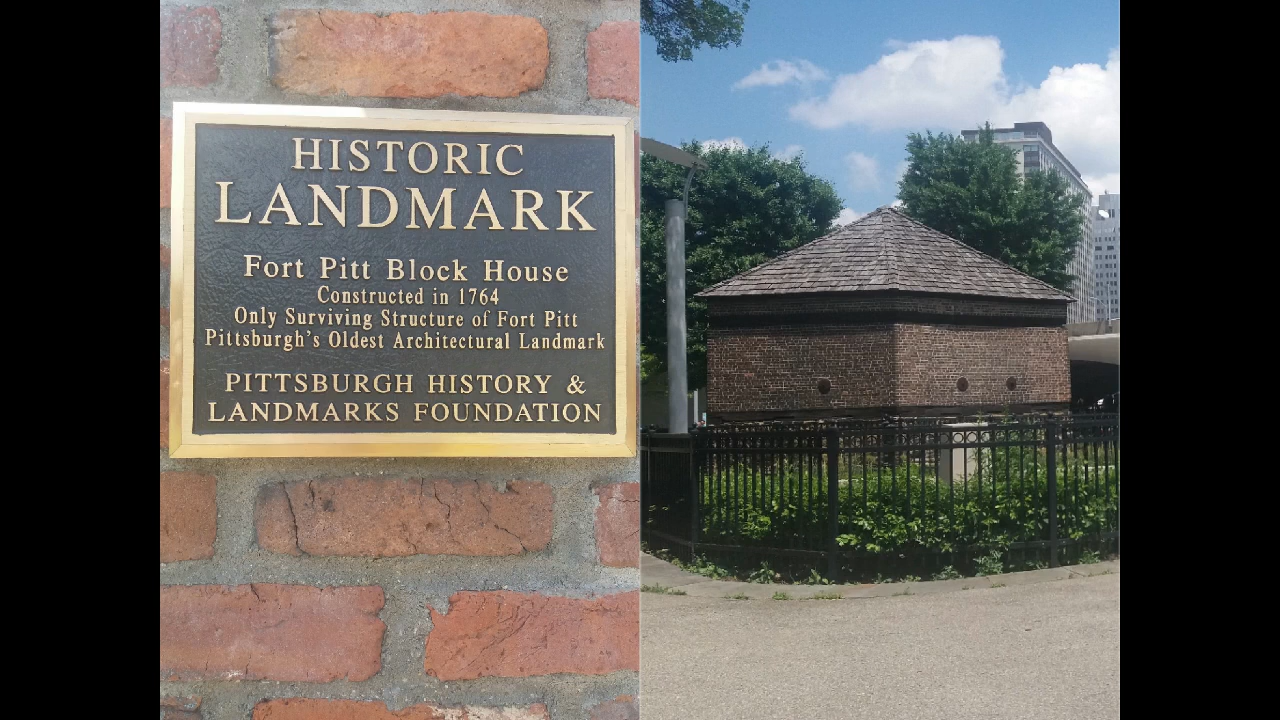 HISTORIC
LANDMARK
Fort Pitt Block House
Constructed in 1764
Only Surviving Structure of Fort Pitt
Pittsburgh's Oldest Architectural Landmark
PITTSBURGH HISTORY &
LANDMARKS FOUNDATION